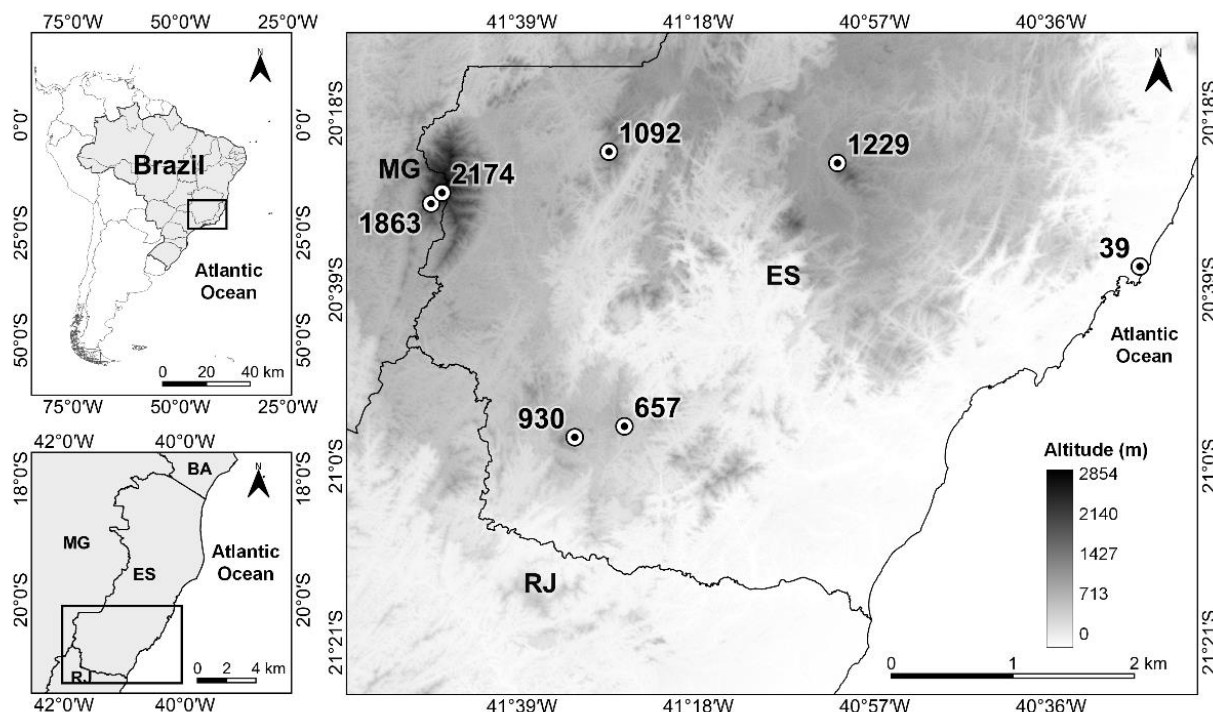 75°0'W 50°0'W 25°0'W
N
0°0'
0°0'
Brazil
25°0'S
25°0'S
Atlantic
Ocean
50°0'S
50°0'S
0 20 40 km
75°0'W 50°0'W 25°0'W
42°0'W 40°0'W
18°0'S
18°0'S
BA
N
MG
ES
Atlantic
Ocean
20°0'S
20°0'S
RJ
0 2 4 km
42°0'W 40°0'W
41°39'W 41°18'W 40°57'W 40°36'W
N
20°18'S
20°18'S
1092
1229
MG
2174
1863
39
ES
20°39'S
20°39'S
Atlantic
Ocean
930
657
21°0'S
21°0'S
Altitude (m)
2854
2140
1427
713
0
RJ
21°21'S
21°21'S
0 1 2 km
41°39'W 41°18'W 40°57'W 40°36'W